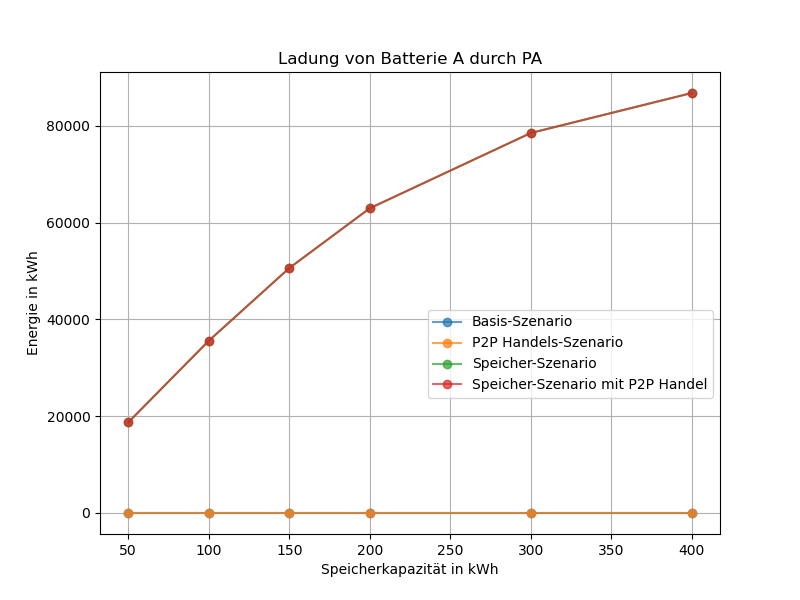 Ladung von Batterie A durch PA
Energie in kWh
80000
60000
40000
20000
0
Basis-Szenario
P2P Handels-Szenario
Speicher-Szenario
Speicher-Szenario mit P2P Handel
50 100 150 200 250 300 350 400
Speicherkapazität in kWh